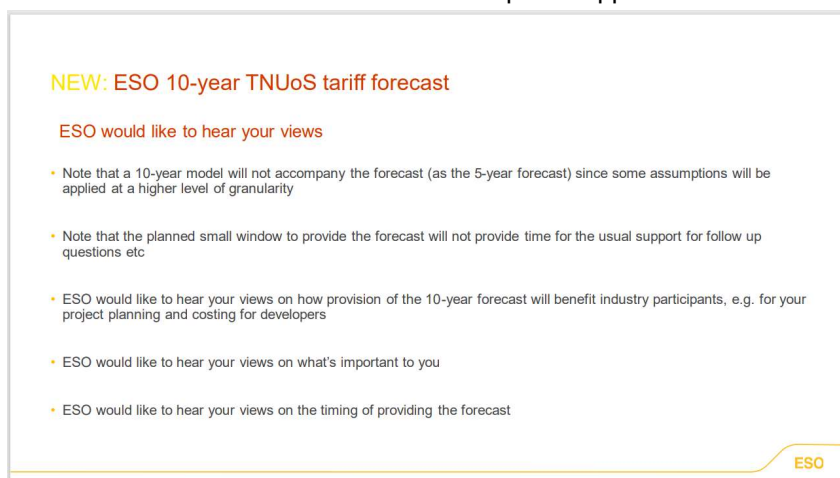 NEW: ESO 10-year TNUoS tariff forecast
ESO would like to hear your views
• Note that a 10-year model will not accompany the forecast (as the 5-year forecast) since some assumptions will be
applied at a higher level of granularity
• Note that the planned small window to provide the forecast will not provide time for the usual support for follow up
questions etc
• ESO would like to hear your views on how provision of the 10-year forecast will benefit industry participants, e.g. for your
project planning and costing for developers
• ESO would like to hear your views on what's important to you
• ESO would like to hear your views on the timing of providing the forecast
ESO